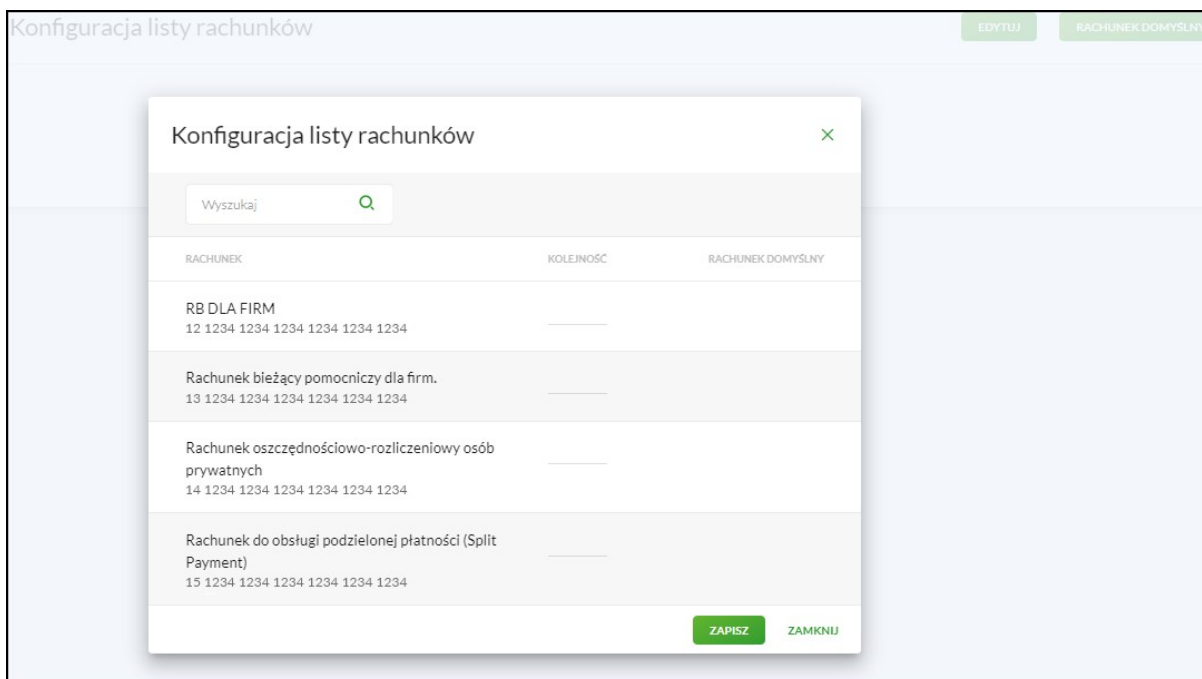 Konfiguracja listy rachunków
EDYTUJ
RACHUNEK DOMYŚLNY
Konfiguracja listy rachunków
Wyszukaj
RACHUNEK
KOLEJNOŚĆ
RACHUNEK DOMYŚLNY
RB DLA FIRM
12 1234 1234 1234 1234 1234 1234
Rachunek bieżący pomocniczy dla firm.
13 1234 1234 1234 1234 1234 1234
Rachunek oszczędnościowo-rozliczeniowy osób
prywatnych
14 1234 1234 1234 1234 1234 1234
Rachunek do obsługi podzielonej płatności (Split
Payment)
15 1234 1234 1234 1234 1234 1234
ZAPISZ
ZAMKNIJ